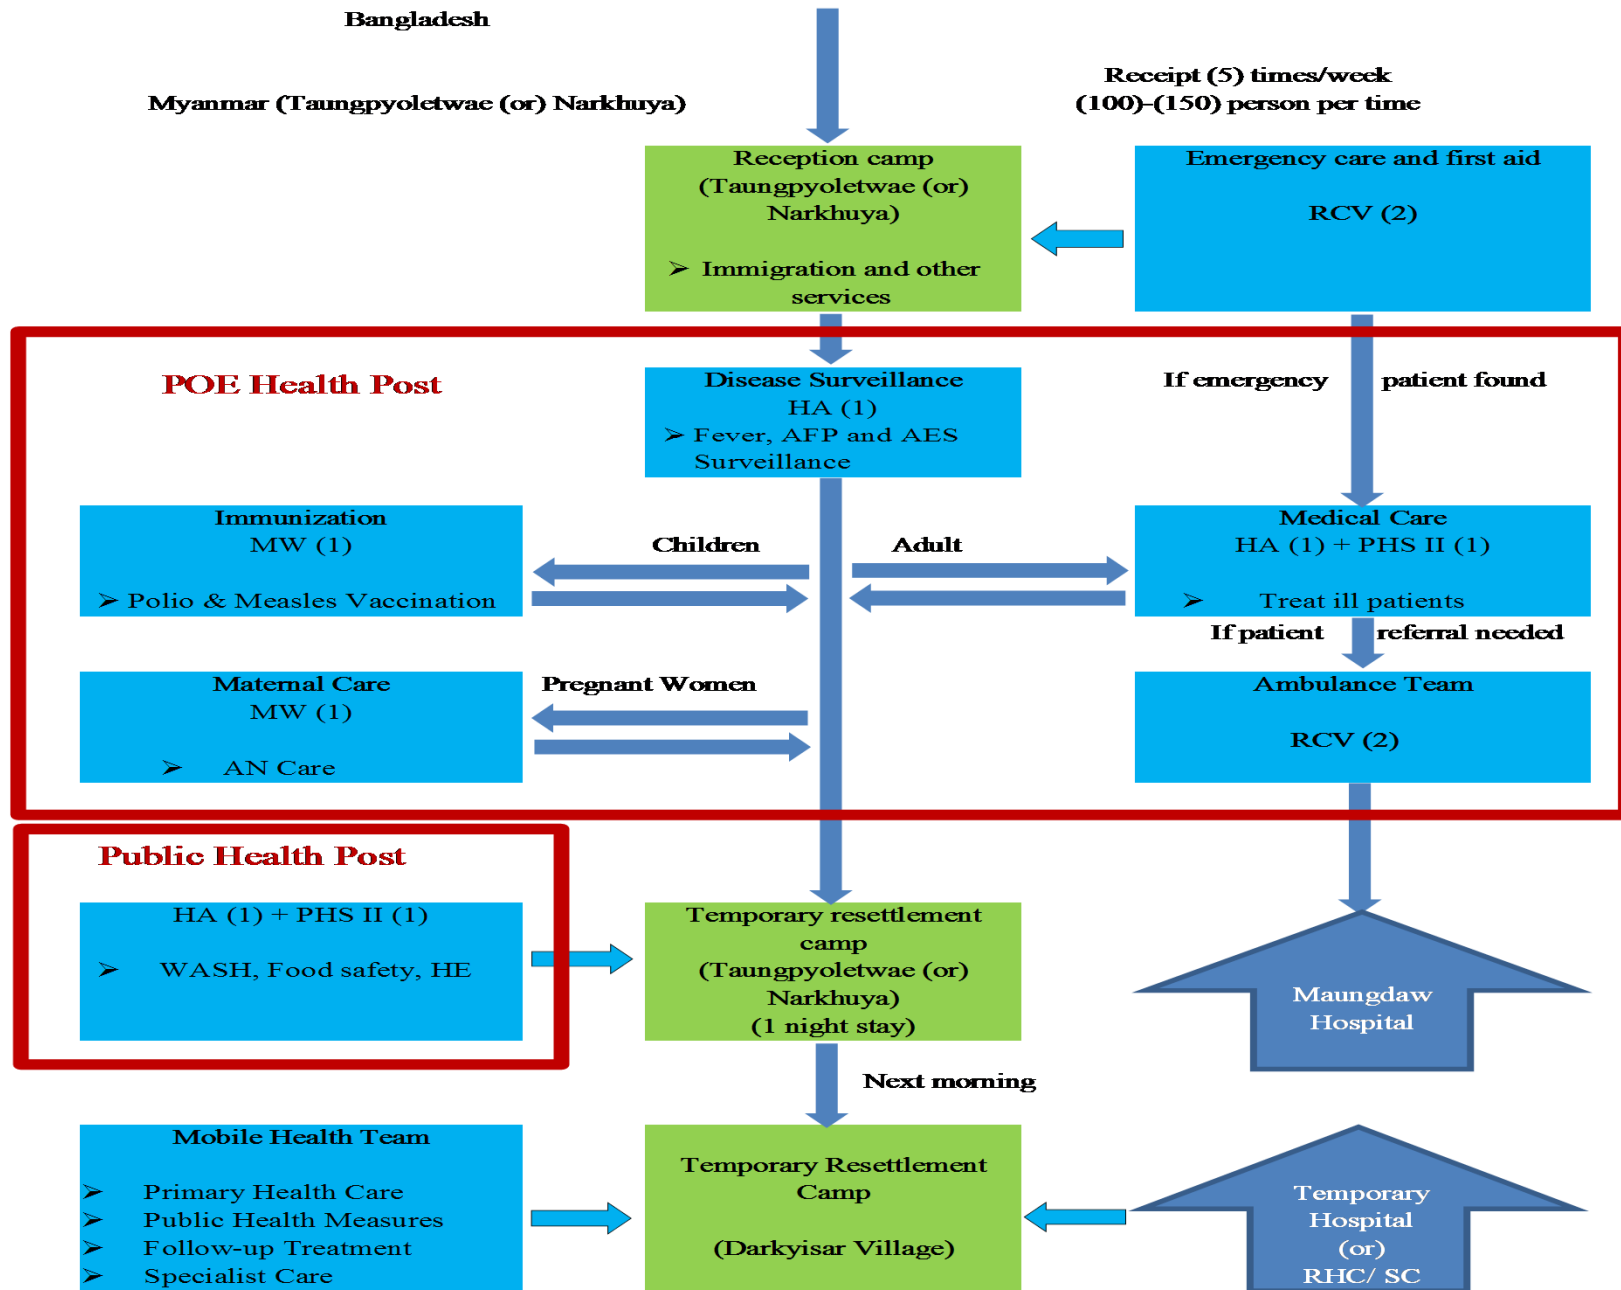 Bangladesh
Myanmar (Taungpyoletwae (or) Narkhuya)
Receipt (5) times/week
(100)-(150) person per time
Reception camp
(Taungpyoletwae (or)
Narkhuya)
➢ Immigration and other
services
Emergency care and first aid
RCV (2)
POE Health Post
Disease Surveillance
HA (1)
➢ Fever, AFP and AES
Surveillance
If emergency patient found
Immunization
MW (1)
➢ Polio & Measles Vaccination
Children
Adult
Medical Care
HA (1) + PHS II (1)
➢ Treat ill patients
If patient referral needed
Maternal Care
MW (1)
➢ AN Care
Pregnant Women
Ambulance Team
RCV (2)
Public Health Post
HA (1) + PHS II (1)
➢ WASH, Food safety, HE
Temporary resettlement
camp
(Taungpyoletwae (or)
Narkhuya)
(1 night stay)
Maungdaw
Hospital
Next morning
Mobile Health Team
➢ Primary Health Care
➢ Public Health Measures
➢ Follow-up Treatment
➢ Specialist Care
Temporary Resettlement
Camp
(Darkyisar Village)
Temporary
Hospital
(or)
RHC/ SC